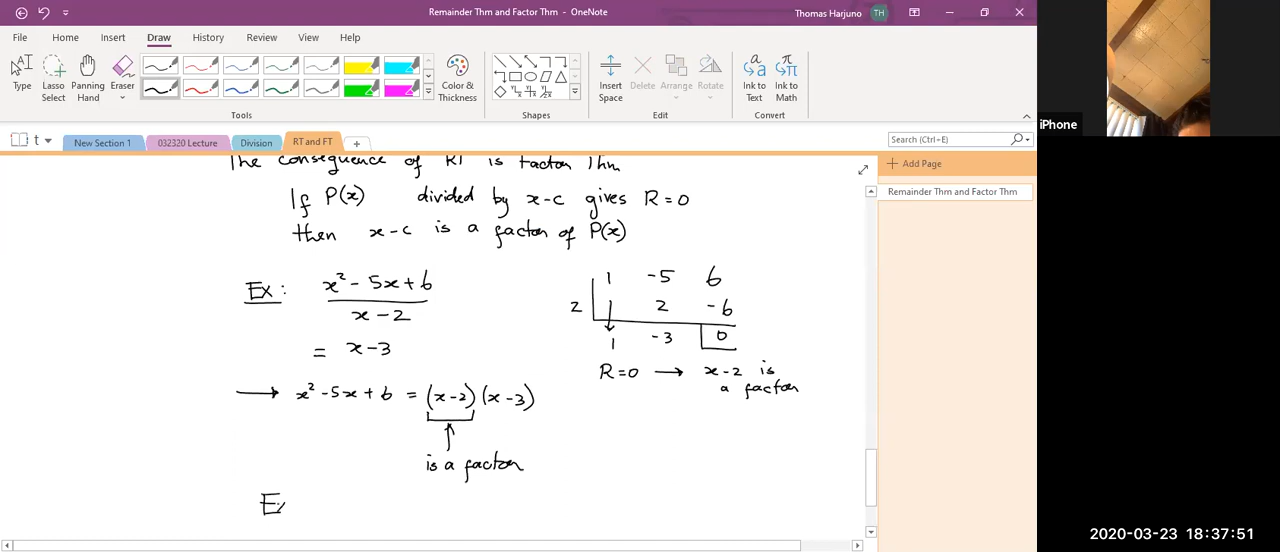 Remainder Thm and Factor Thm - OneNote
Thomas Harjuno TH
File Home Insert Draw History Review View Help
Type
Lasso Select
Panning Hand
Eraser
Color & Thickness
Insert Space
Delete
Arrange
Rotate
Ink to Text
Ink to Math
Tools Shapes Edit Convert
iPhone
t New Section 1 032320 Lecture Division RT and FT
Search (Ctrl+E)
Add Page
Remainder Thm and Factor Thm
The consequence of RT is Factor Thm
If P(x) divided by x-c gives R = 0
then x-c is a factor of P(x)
Ex: x² - 5x + 6
x - 2
= x - 3
1 -5 6
2 2 -6
1 -3 0
R=0 → x-2 is
a factor
→ x² - 5x + 6 = (x-2)(x-3)
is a factor
Ex
2020-03-23 18:37:51